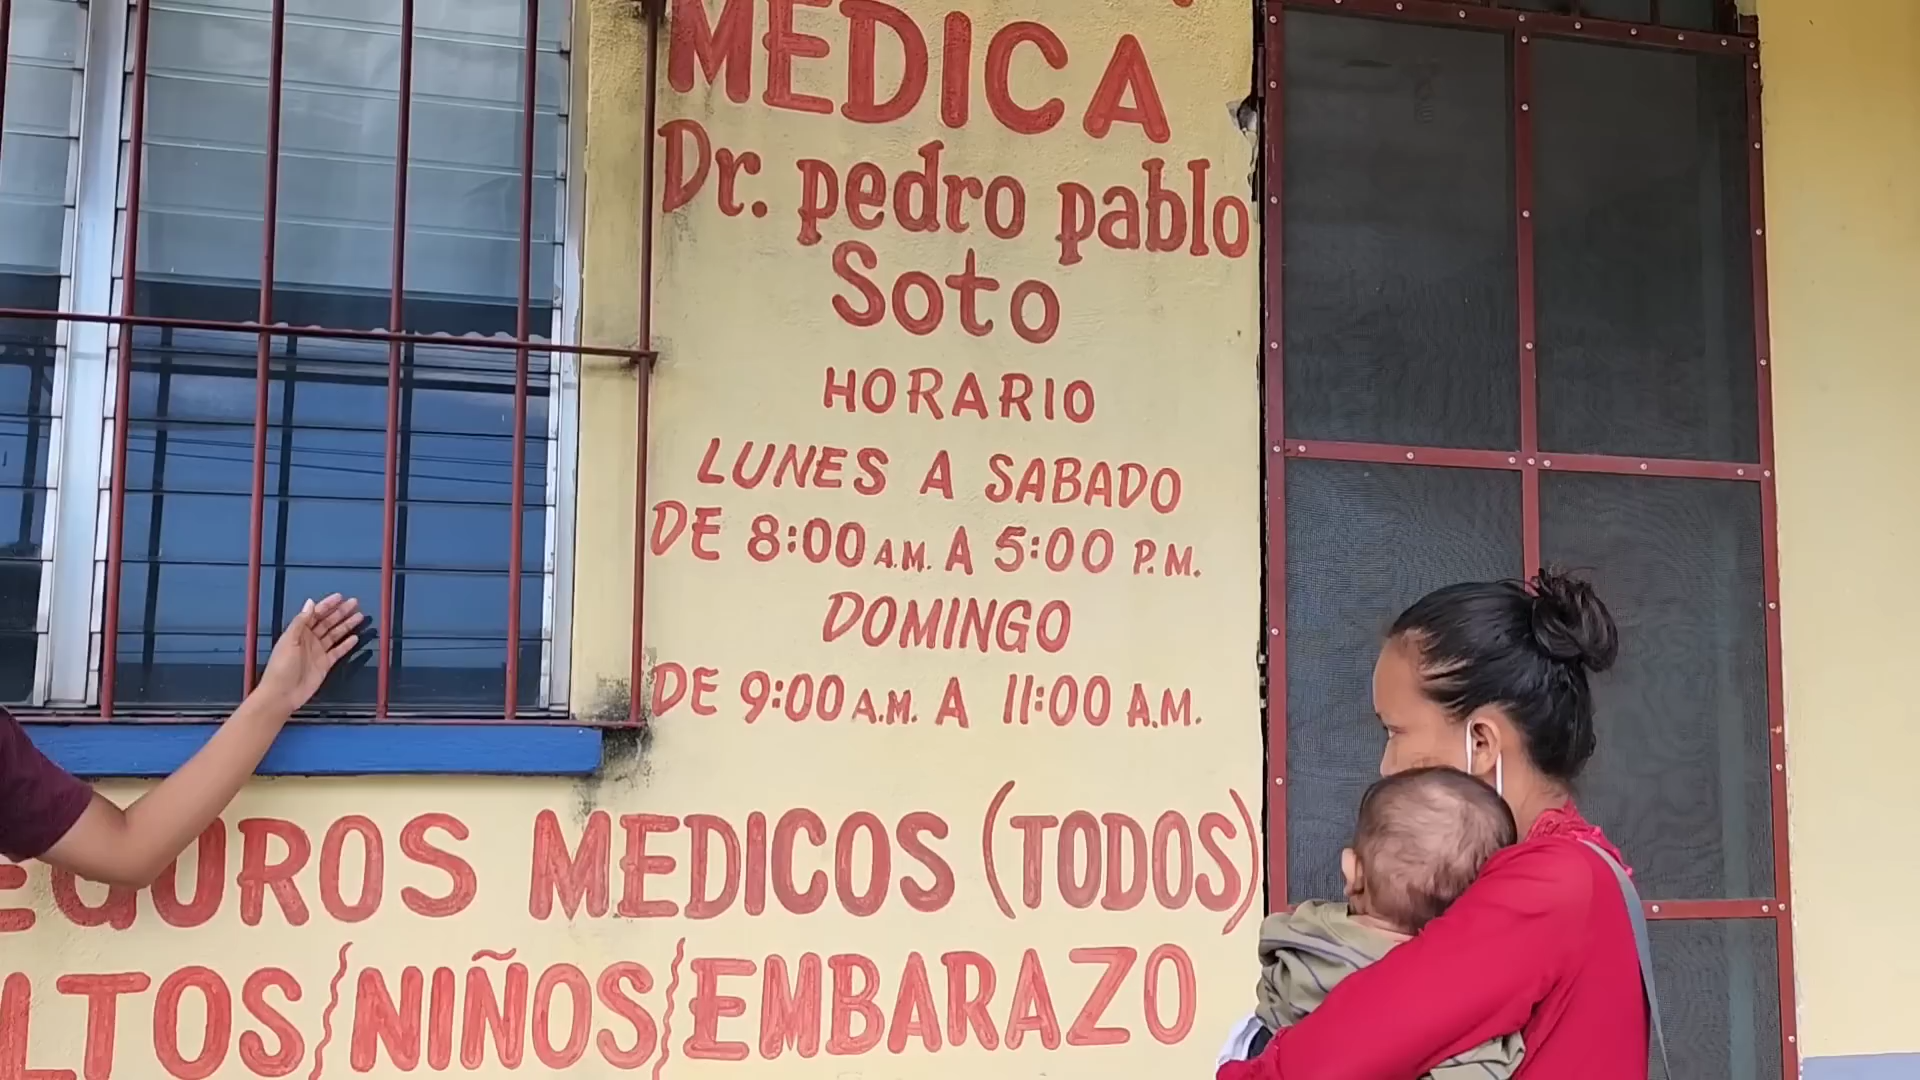 MEDICA
Dr. pedro pablo
Soto
HORARIO
LUNES A SABADO
DE 8:00 A.M. A 5:00 P.M.
DOMINGO
DE 9:00 A.M. A 11:00 A.M.
EGUROS MEDICOS (TODOS)
LTOS/NIÑOS/EMBARAZO